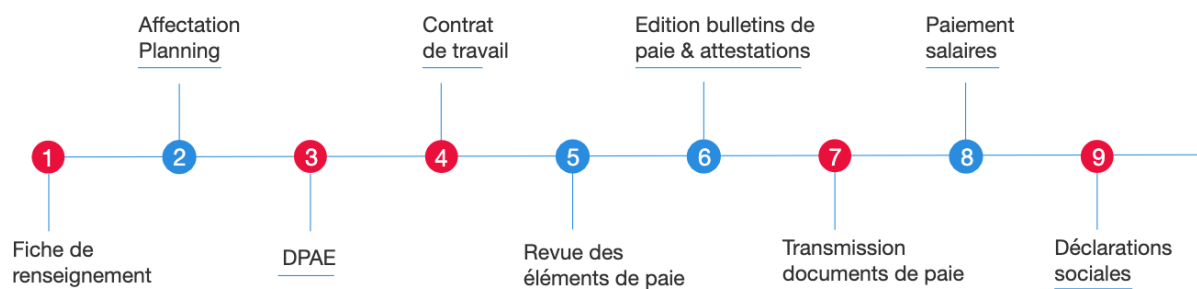 1
Fiche de
renseignement
2
Affectation
Planning
3
DPAE
4
Contrat
de travail
5
Revue des
éléments de paie
6
Edition bulletins de
paie & attestations
7
Transmission
documents de paie
8
Paiement
salaires
9
Déclarations
sociales